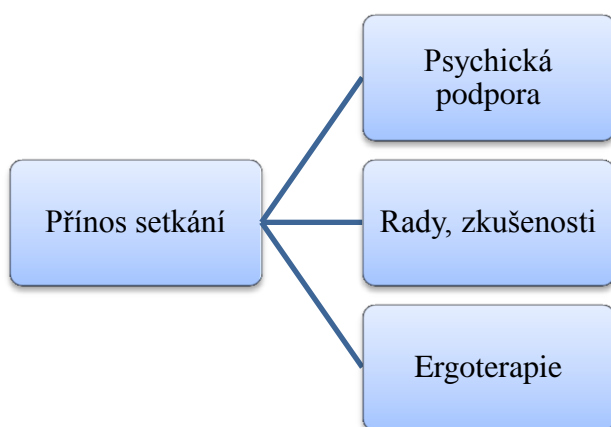 Psychická
podpora
Přínos setkání
Rady, zkušenosti
Ergoterapie